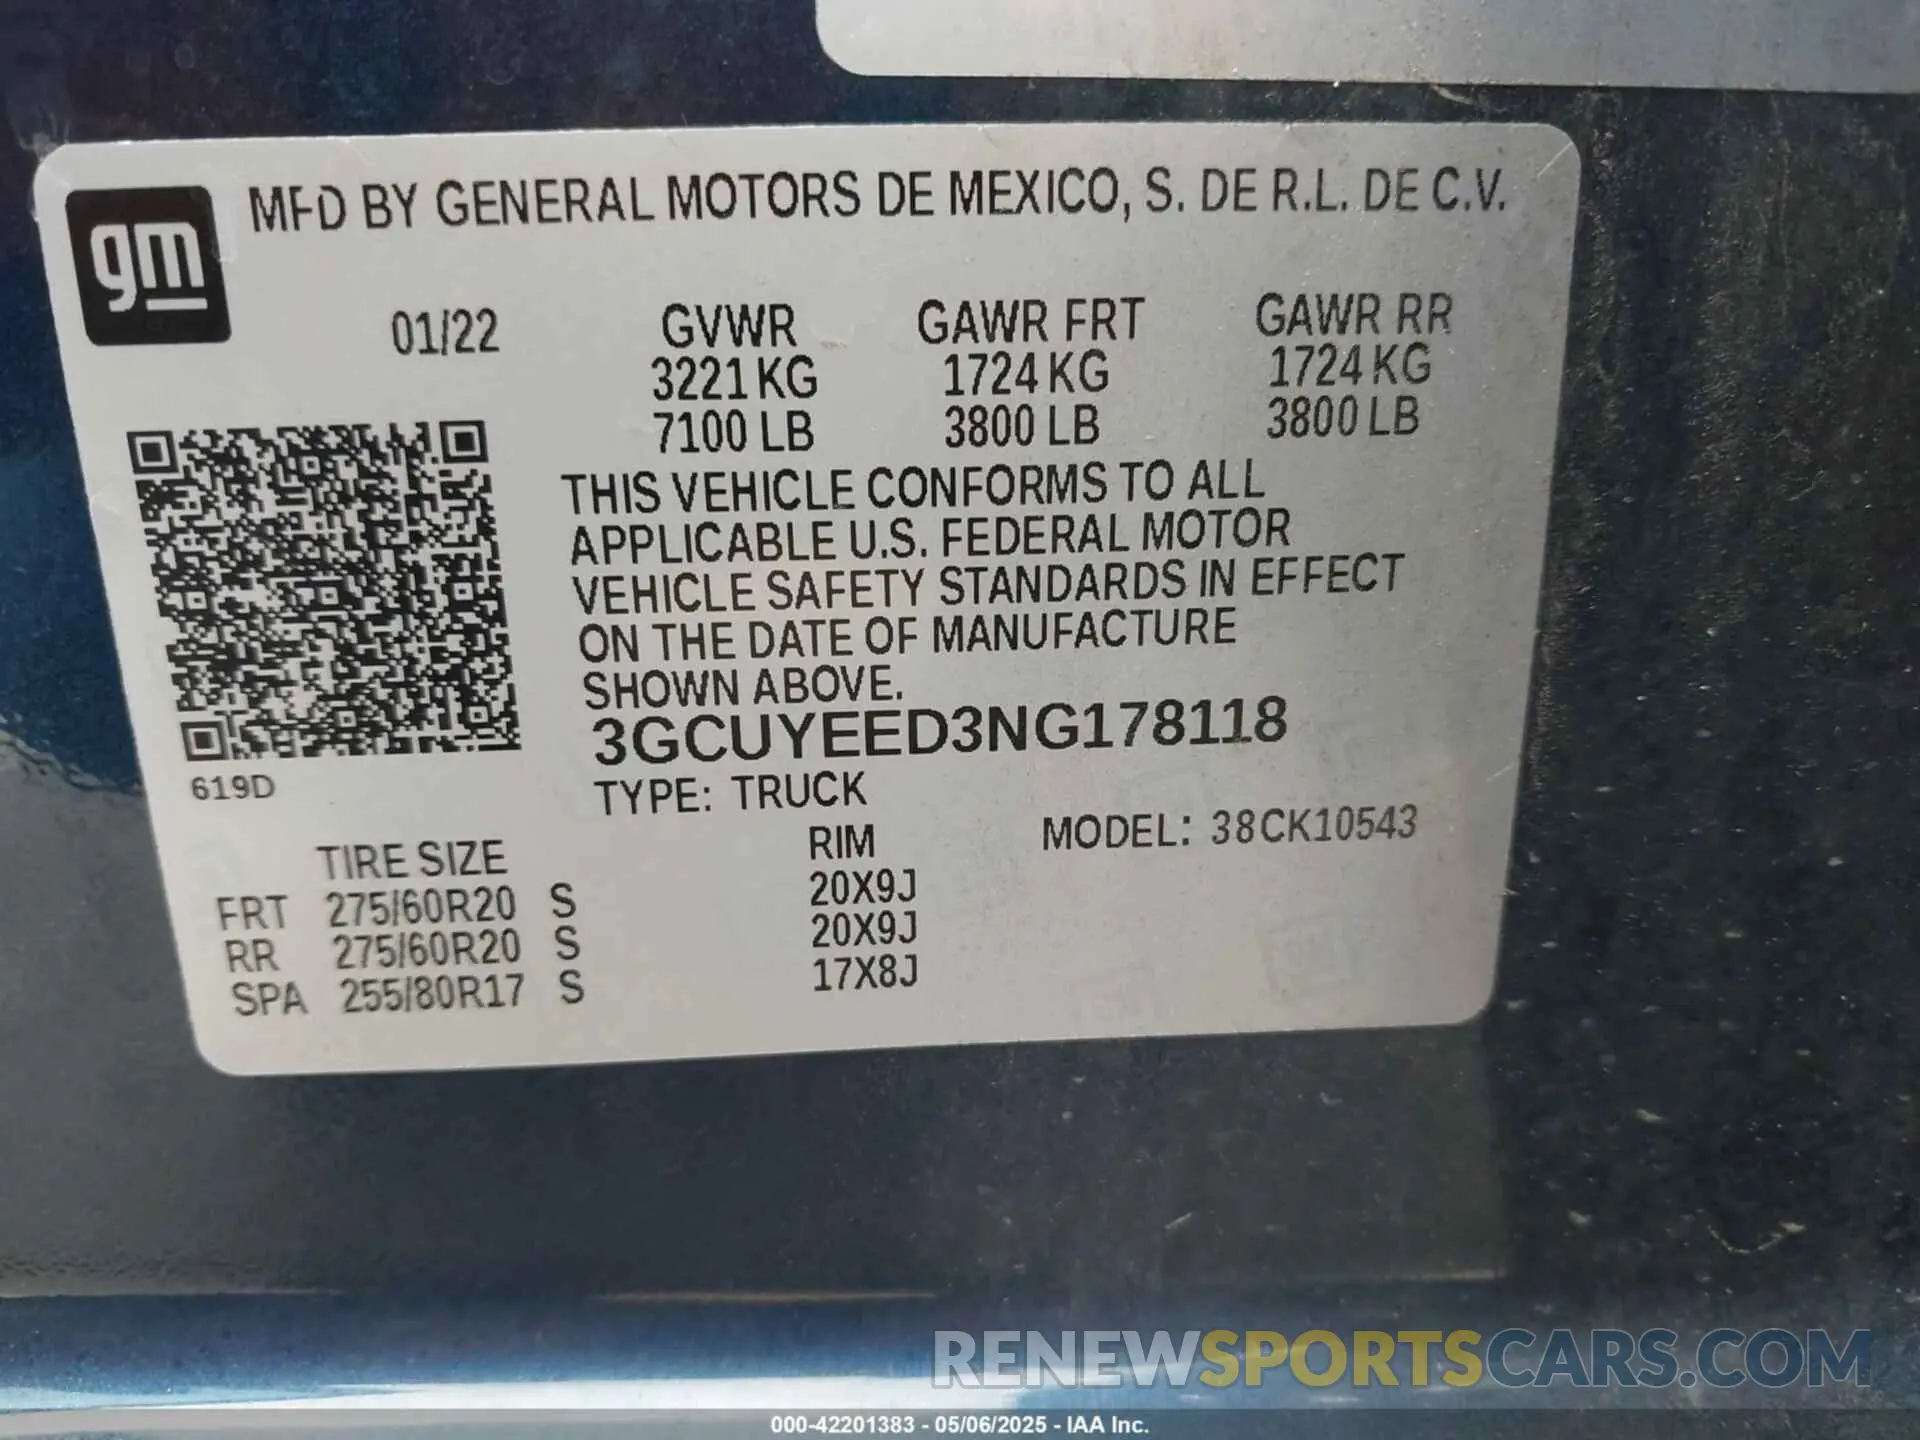 gm
MFD BY GENERAL MOTORS DE MEXICO, S. DE R.L. DE C.V.
01/22 GVWR GAWR FRT GAWR RR
3221 KG 1724 KG 1724 KG
7100 LB 3800 LB 3800 LB
THIS VEHICLE CONFORMS TO ALL
APPLICABLE U.S. FEDERAL MOTOR
VEHICLE SAFETY STANDARDS IN EFFECT
ON THE DATE OF MANUFACTURE
SHOWN ABOVE.
3GCUYEED3NG178118
619D
TYPE: TRUCK
MODEL: 38CK10543
TIRE SIZE RIM
FRT 275/60R20 S 20X9J
RR 275/60R20 S 20X9J
SPA 255/80R17 S 17X8J
RENEWSPORTSCARS.COM
000-42201383 - 05/06/2025 - IAA Inc.